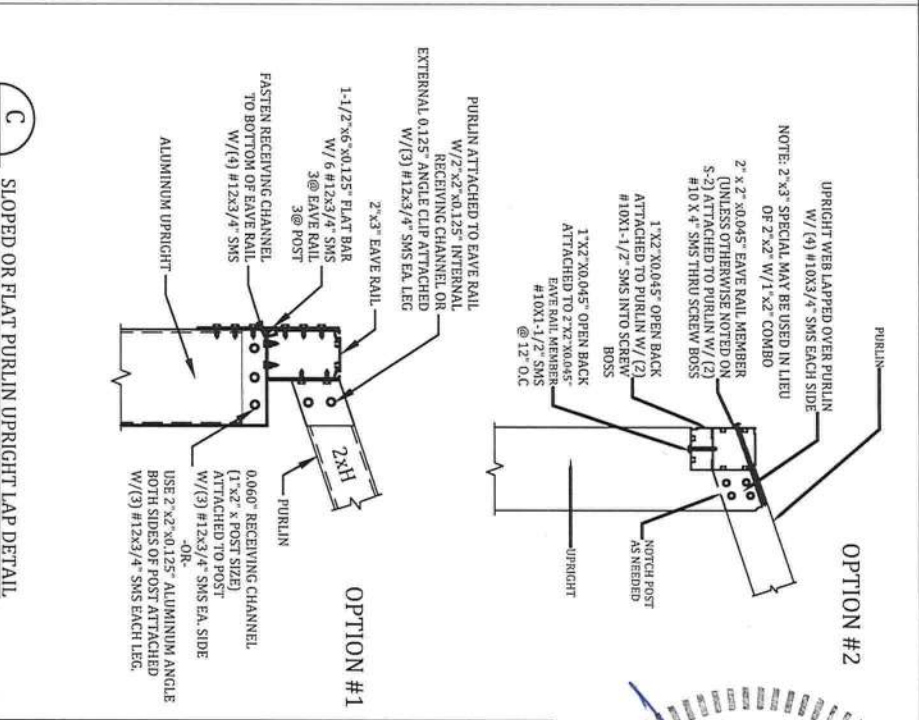 PURLIN
OPTION #2
UPRIGHT WEB LAPPED OVER PURLIN
W/ (4) #10X3/4" SMS EACH SIDE
NOTE: 2"x3" SPECIAL MAY BE USED IN LIEU
OF 2"x2" W/1"x2" COMBO
2" x 2" x0.045" EAVE RAIL MEMBER
(UNLESS OTHERWISE NOTED ON
S-2) ATTACHED TO PURLIN W/ (2)
#10 X 4" SMS THRU SCREW BOSS
1"X2"X0.045" OPEN BACK
ATTACHED TO PURLIN W/ (2)
#10X1-1/2" SMS INTO SCREW
BOSS
1"X2"X0.045" OPEN BACK
ATTACHED TO 2"X2"X0.045"
EAVE RAIL MEMBER
#10X1-1/2" SMS
@ 12" O.C
NOTCH POST
AS NEEDED
UPRIGHT
OPTION #1
PURLIN ATTACHED TO EAVE RAIL
W/2"x2"x0.125" INTERNAL
RECEIVING CHANNEL OR
EXTERNAL 0.125" ANGLE CLIP ATTACHED
W/(3) #12x3/4" SMS EA. LEG
2"x3" EAVE RAIL
1-1/2"x6"x0.125" FLAT BAR
W/ 6 #12x3/4" SMS
3@ EAVE RAIL
3@ POST
FASTEN RECEIVING CHANNEL
TO BOTTOM OF EAVE RAIL
W/(4) #12x3/4" SMS
ALUMINUM UPRIGHT
2xH
PURLIN
0.060" RECEIVING CHANNEL
(1"x2" x POST SIZE)
ATTACHED TO POST
W/(3) #12x3/4" SMS EA. SIDE
-OR-
USE 2"x2"x0.125" ALUMINUM ANGLE
BOTH SIDES OF POST ATTACHED
W/(3) #12x3/4" SMS EACH LEG.
C
SLOPED OR FLAT PURLIN UPRIGHT LAP DETAIL